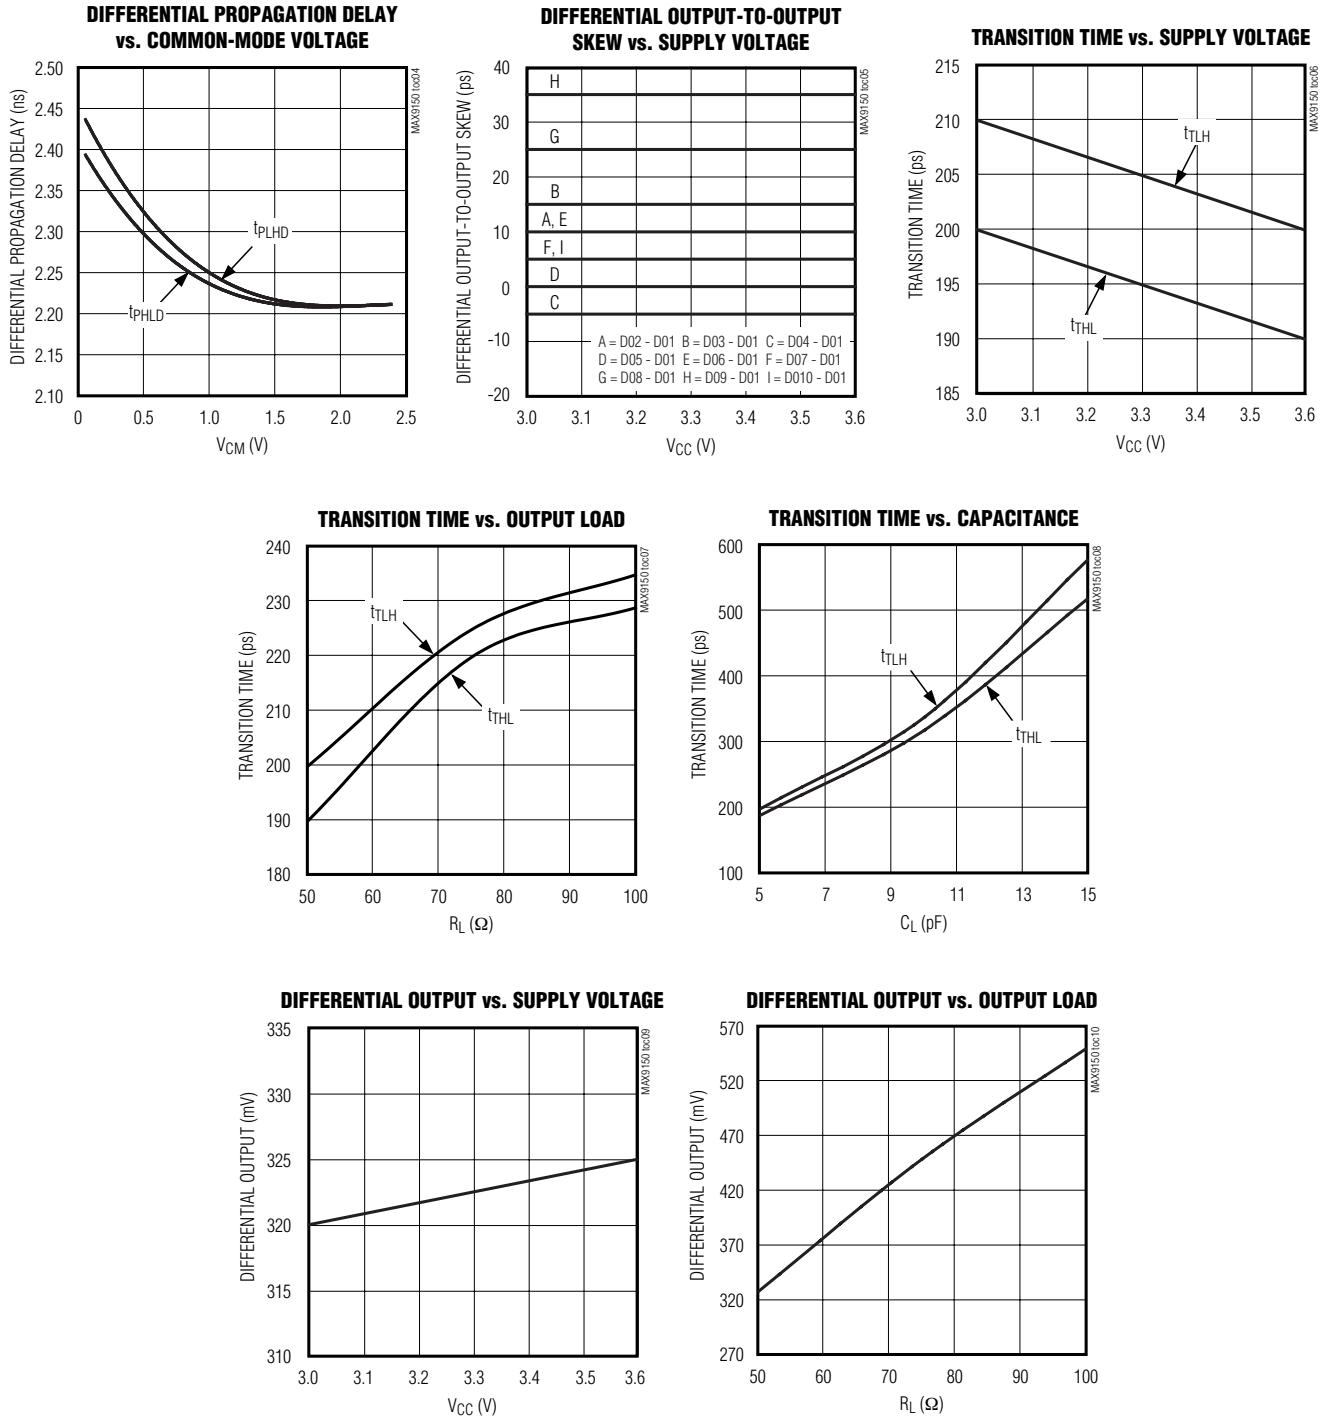 DIFFERENTIAL PROPAGATION DELAY
vs. COMMON-MODE VOLTAGE
DIFFERENTIAL PROPAGATION DELAY (ns)
2.50
2.45
2.40
2.35
2.30
2.25
2.20
2.15
2.10
MAX9150 toc04
tPLHD
tPHLD
0 0.5 1.0 1.5 2.0 2.5
VCM (V)
DIFFERENTIAL OUTPUT-TO-OUTPUT
SKEW vs. SUPPLY VOLTAGE
DIFFERENTIAL OUTPUT-TO-OUTPUT SKEW (ps)
40
30
20
10
0
-10
-20
MAX9150 toc05
H
G
B
A, E
F, I
D
C
A = D02 - D01 B = D03 - D01 C = D04 - D01
D = D05 - D01 E = D06 - D01 F = D07 - D01
G = D08 - D01 H = D09 - D01 I = D010 - D01
3.0 3.1 3.2 3.3 3.4 3.5 3.6
VCC (V)
TRANSITION TIME vs. SUPPLY VOLTAGE
TRANSITION TIME (ps)
215
210
205
200
195
190
185
MAX9150 toc06
tTLH
tTHL
3.0 3.1 3.2 3.3 3.4 3.5 3.6
VCC (V)
TRANSITION TIME vs. OUTPUT LOAD
TRANSITION TIME (ps)
240
230
220
210
200
190
180
MAX9150 toc07
tTLH
tTHL
50 60 70 80 90 100
RL (Ω)
TRANSITION TIME vs. CAPACITANCE
TRANSITION TIME (ps)
600
500
400
300
200
100
MAX9150 toc08
tTLH
tTHL
5 7 9 11 13 15
CL (pF)
DIFFERENTIAL OUTPUT vs. SUPPLY VOLTAGE
DIFFERENTIAL OUTPUT (mV)
335
330
325
320
315
310
MAX9150 toc09
3.0 3.1 3.2 3.3 3.4 3.5 3.6
VCC (V)
DIFFERENTIAL OUTPUT vs. OUTPUT LOAD
DIFFERENTIAL OUTPUT (mV)
570
520
470
420
370
320
270
MAX9150 toc10
50 60 70 80 90 100
RL (Ω)